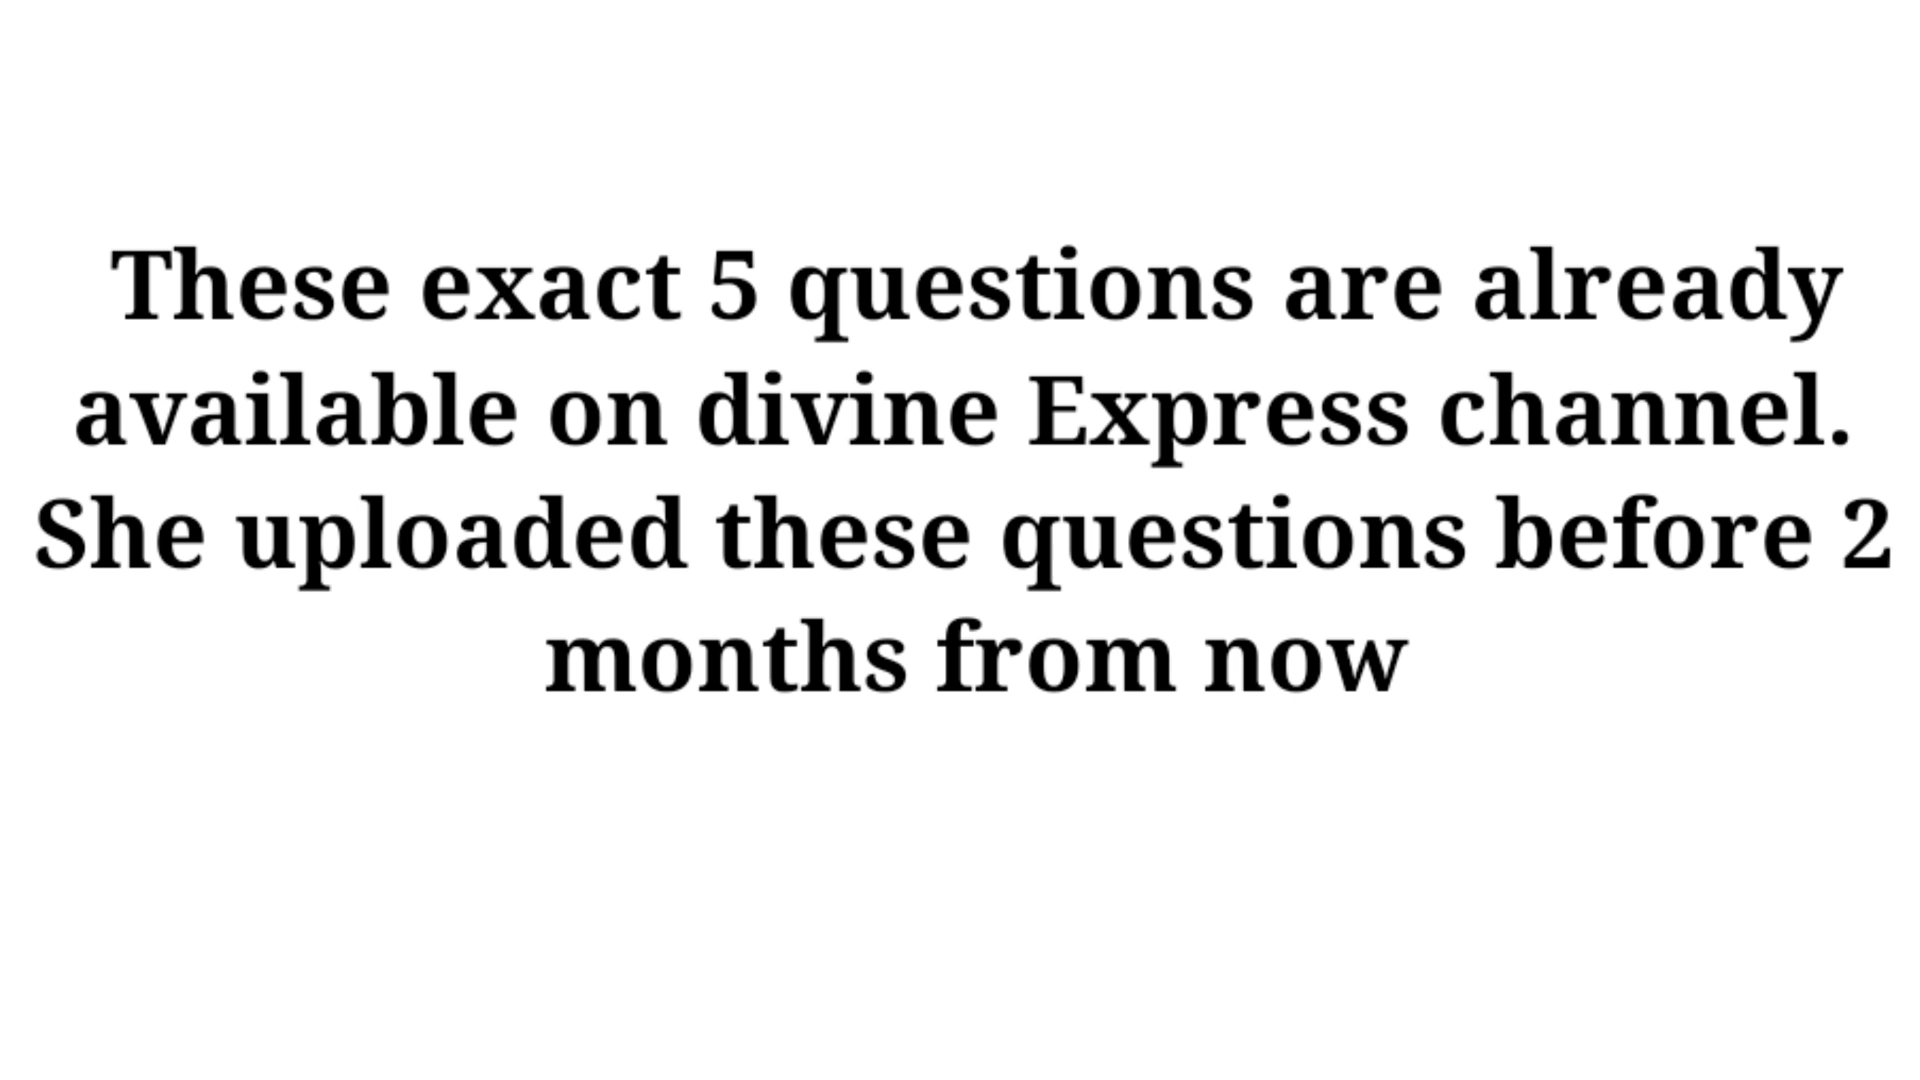 These exact 5 questions are already
available on divine Express channel.
She uploaded these questions before 2
months from now